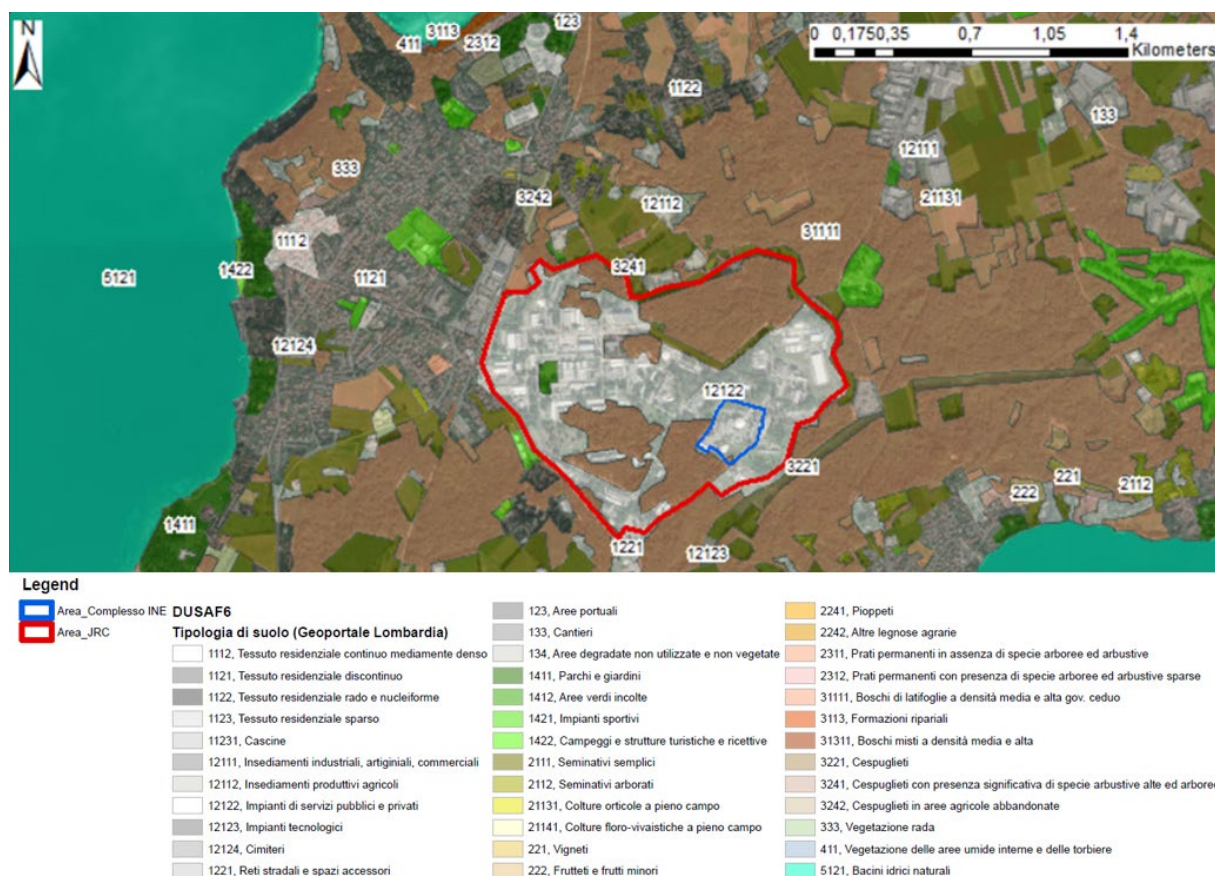 N
0 0,1750,35 0,7 1,05 1,4
Kilometers
123
3113
411
2312
1122
133
12111
333
3242
12112
21131
31111
1112
3241
5121
1422
1121
12124
12122
3221
222
221
2112
1411
1221
12123
Legend
Area_Complesso INE
Area_JRC
DUSAF6
Tipologia di suolo (Geoportale Lombardia)
1112, Tessuto residenziale continuo mediamente denso
1121, Tessuto residenziale discontinuo
1122, Tessuto residenziale rado e nucleiforme
1123, Tessuto residenziale sparso
11231, Cascine
12111, Insediamenti industriali, artiginiali, commerciali
12112, Insediamenti produttivi agricoli
12122, Impianti di servizi pubblici e privati
12123, Impianti tecnologici
12124, Cimiteri
1221, Reti stradali e spazi accessori
123, Aree portuali
133, Cantieri
134, Aree degradate non utilizzate e non vegetate
1411, Parchi e giardini
1412, Aree verdi incolte
1421, Impianti sportivi
1422, Campeggi e strutture turistiche e ricettive
2111, Seminativi semplici
2112, Seminativi arborati
21131, Colture orticole a pieno campo
21141, Colture floro-vivaistiche a pieno campo
221, Vigneti
222, Frutteti e frutti minori
2241, Pioppeti
2242, Altre legnose agrarie
2311, Prati permanenti in assenza di specie arboree ed arbustive
2312, Prati permanenti con presenza di specie arboree ed arbustive sparse
31111, Boschi di latifoglie a densità media e alta gov. ceduo
3113, Formazioni ripariali
31311, Boschi misti a densità media e alta
3221, Cespuglieti
3241, Cespuglieti con presenza significativa di specie arbustive alte ed arboree
3242, Cespuglieti in aree agricole abbandonate
333, Vegetazione rada
411, Vegetazione delle aree umide interne e delle torbiere
5121, Bacini idrici naturali